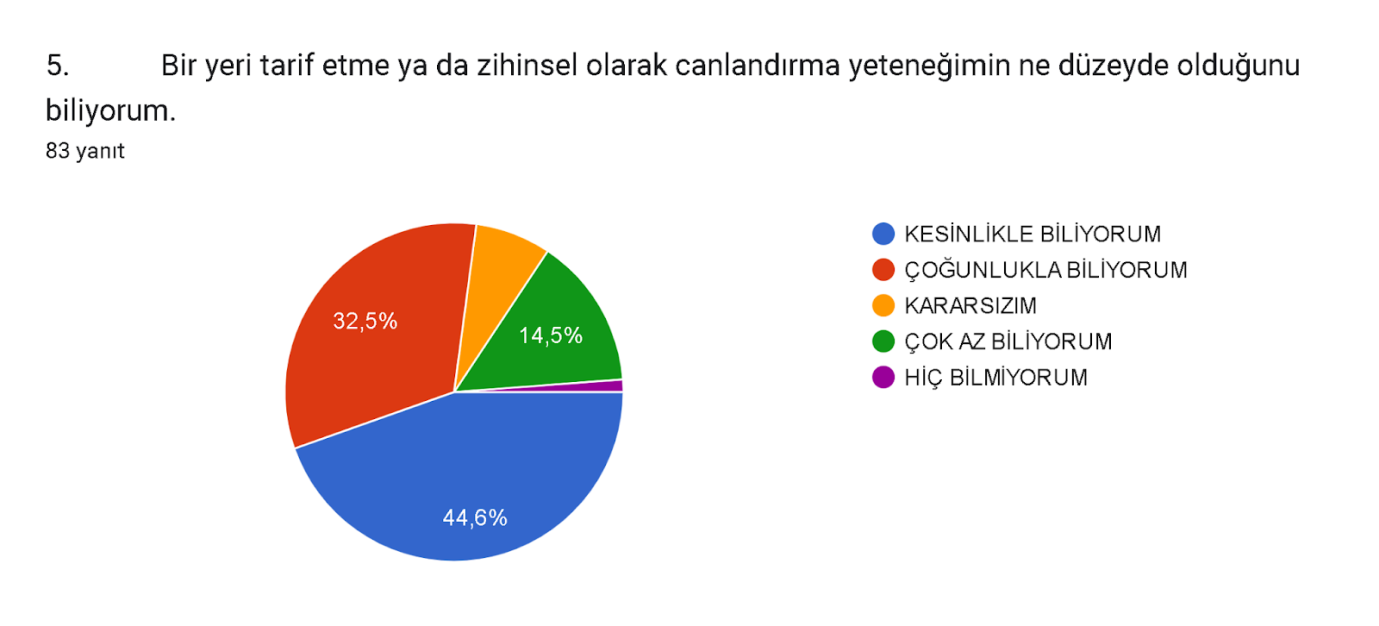 5. Bir yeri tarif etme ya da zihinsel olarak canlandırma yeteneğimin ne düzeyde olduğunu
biliyorum.
83 yanıt
KESİNLİKLE BİLİYORUM
ÇOĞUNLUKLA BİLİYORUM
KARARSIZIM
ÇOK AZ BİLİYORUM
HİÇ BİLMİYORUM
32,5%
14,5%
44,6%